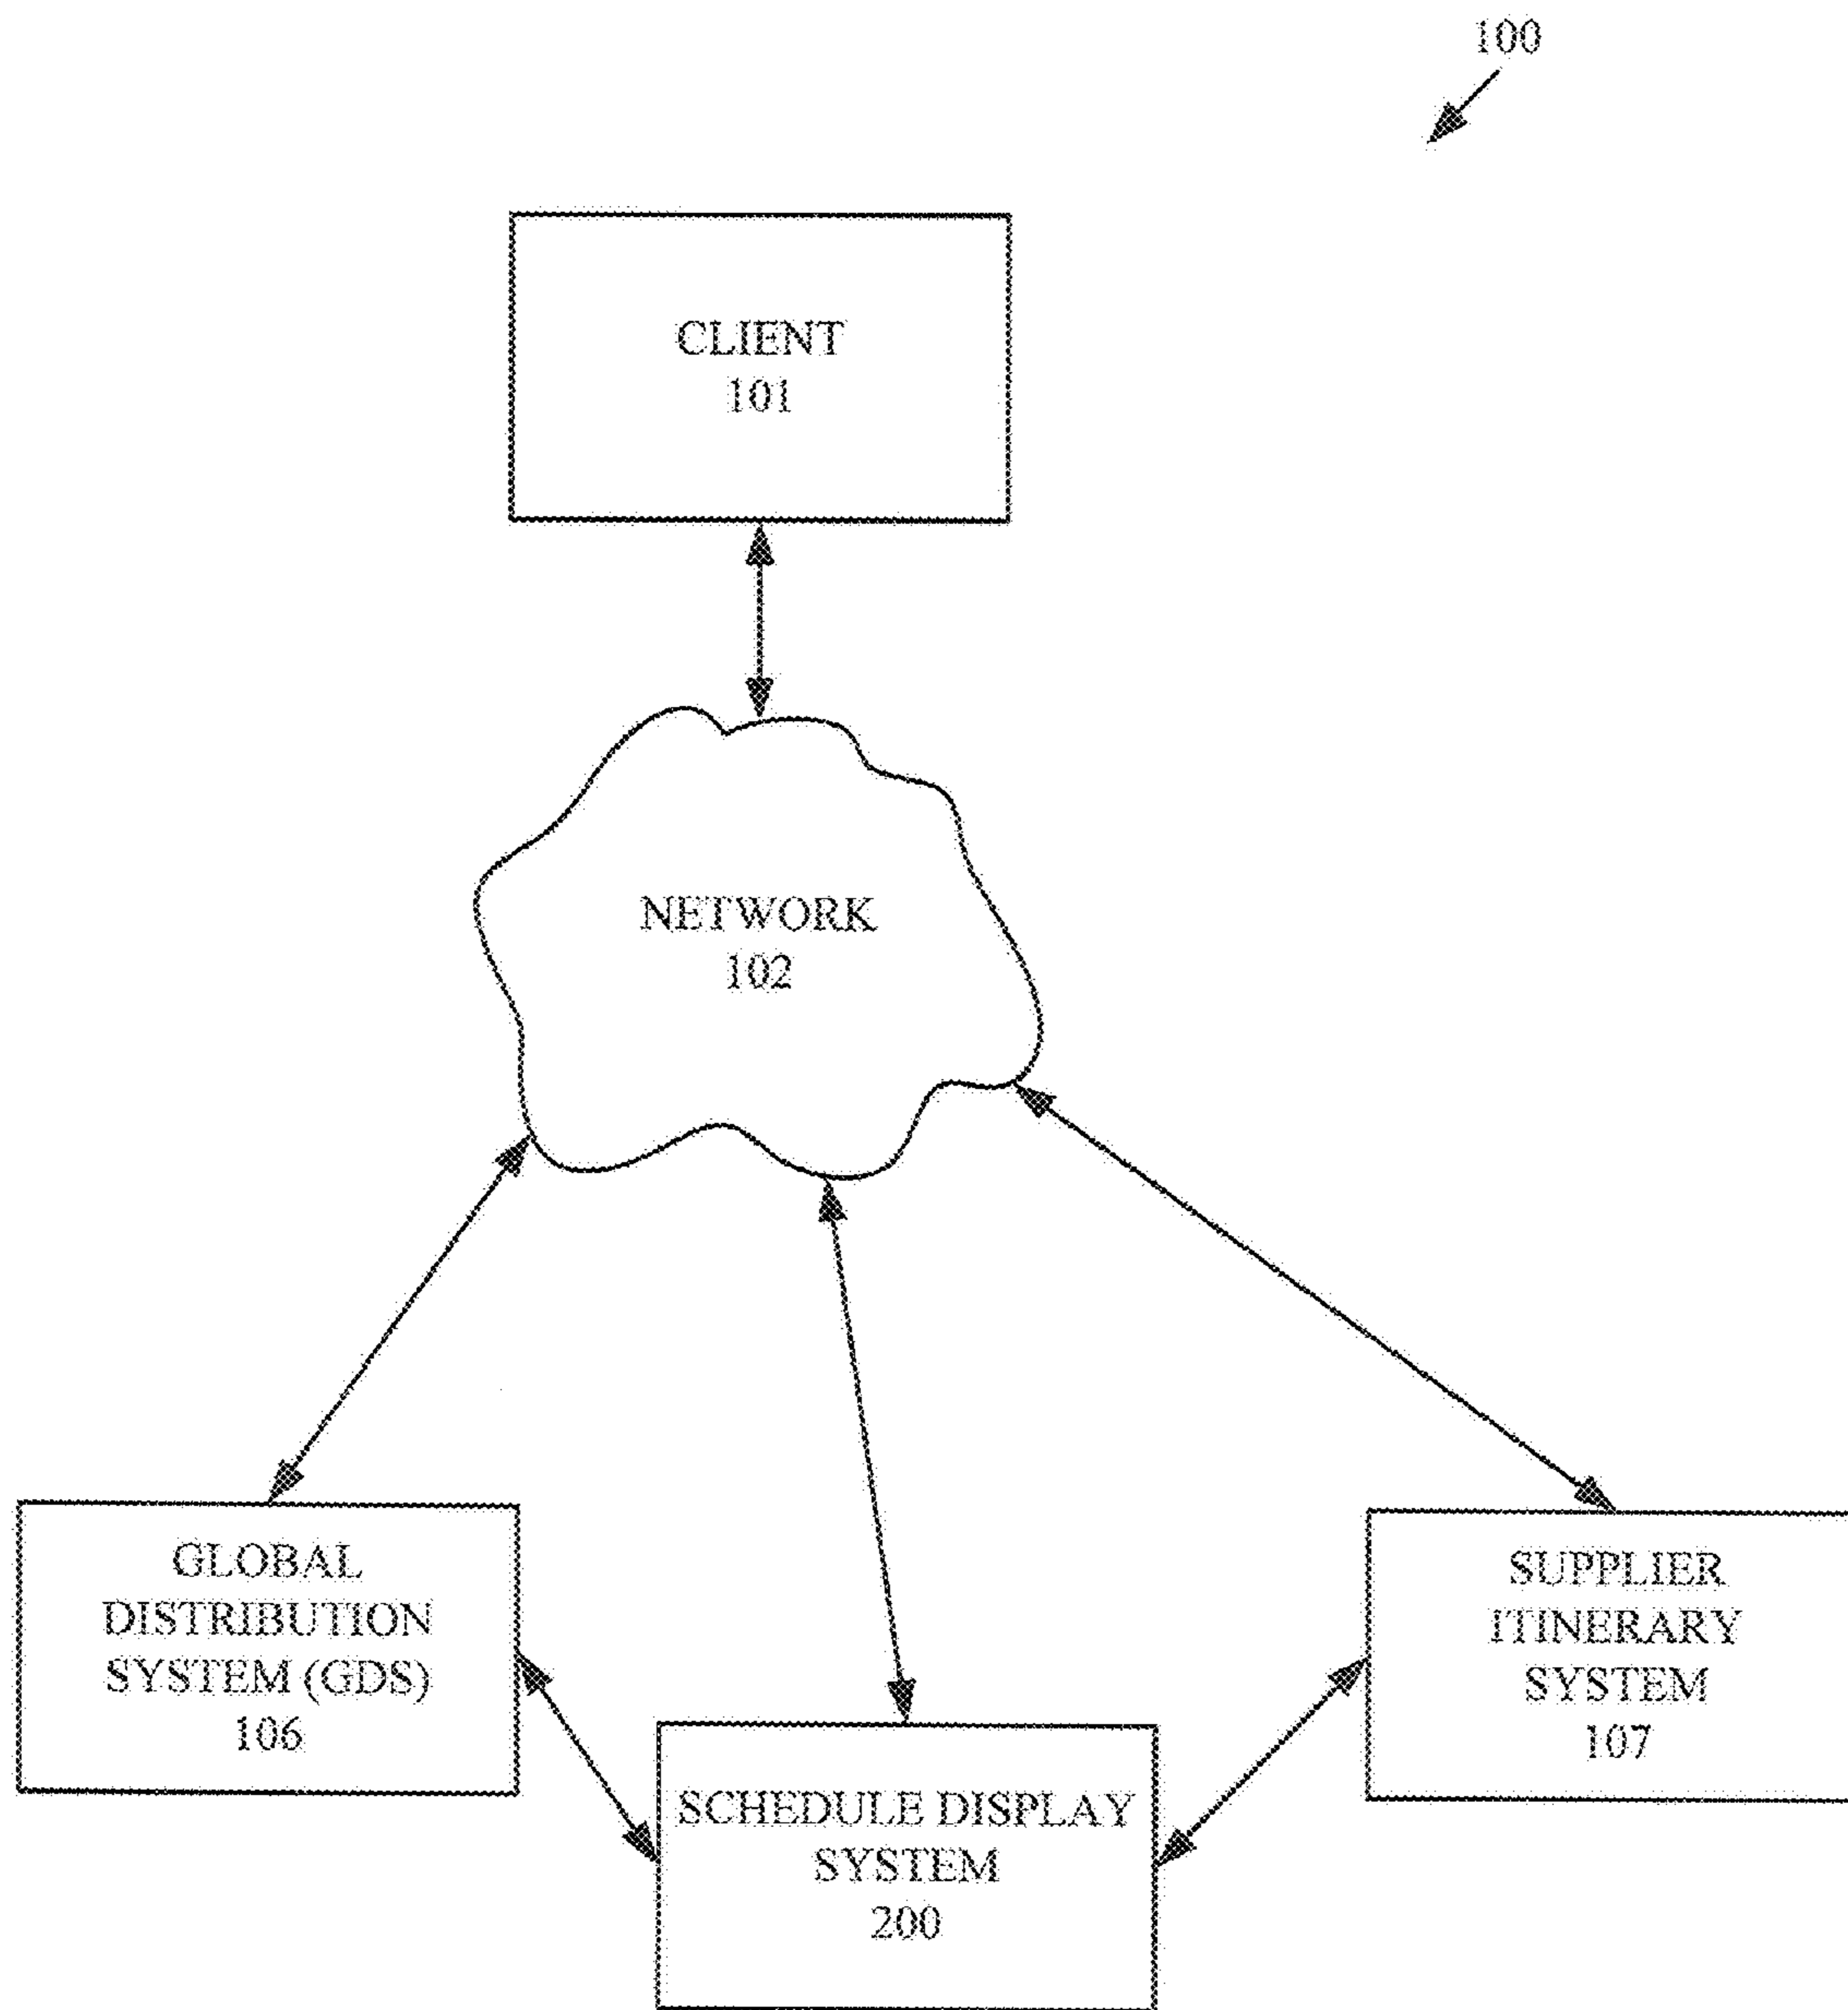 100
CLIENT
101
NETWORK
102
GLOBAL
DISTRIBUTION
SYSTEM (GDS)
106
SCHEDULE DISPLAY
SYSTEM
200
SUPPLIER
ITINERARY
SYSTEM
107